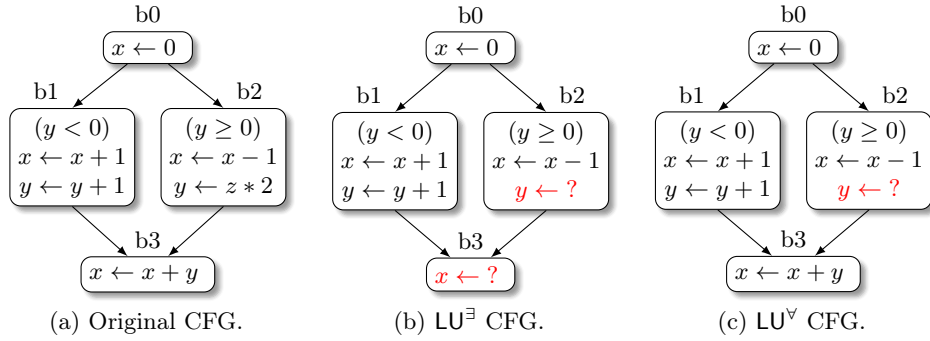 b0
x ← 0
b1
(y < 0)
x ← x + 1
y ← y + 1
b2
(y ≥ 0)
x ← x − 1
y ← z ∗ 2
b3
x ← x + y
(a) Original CFG.
b0
x ← 0
b1
(y < 0)
x ← x + 1
y ← y + 1
b2
(y ≥ 0)
x ← x − 1
y ← ?
b3
x ← ?
(b) LU^∃ CFG.
b0
x ← 0
b1
(y < 0)
x ← x + 1
y ← y + 1
b2
(y ≥ 0)
x ← x − 1
y ← ?
b3
x ← x + y
(c) LU^∀ CFG.